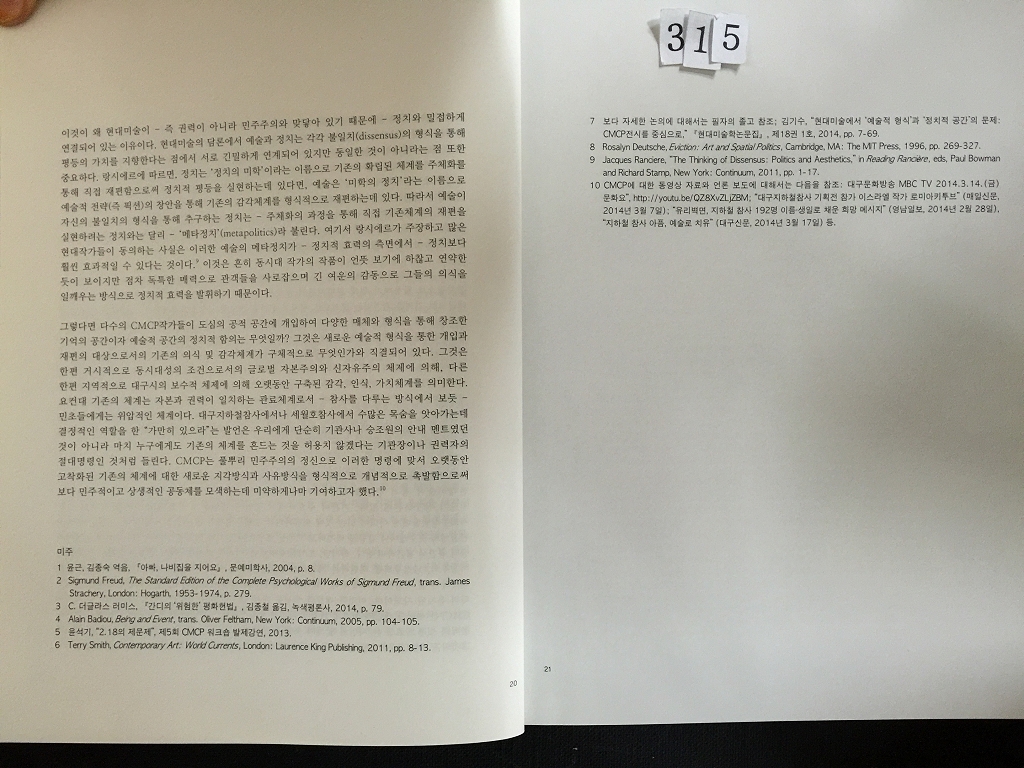 이것이 왜 현대미술이 – 즉 권력이 아니라 민주주의와 맞닿아 있기 때문에 – 정치와 밀접하게
연결되어 있는 이유이다. 현대미술의 담론에서 예술과 정치는 각각 불일치(dissensus)의 형식을 통해
평등의 가치를 지향한다는 점에서 서로 긴밀하게 연계되어 있지만 동일한 것이 아니라는 점 또한
중요하다. 랑시에르에 따르면, 정치는 ‘정치의 미학’이라는 이름으로 기존의 확립된 체계를 주체화를
통해 직접 재편함으로써 정치적 평등을 실현하는데 있다면, 예술은 ‘미학의 정치’라는 이름으로
예술적 전략(즉 픽션)의 창안을 통해 기존의 감각체계를 형식적으로 재편하는데 있다. 따라서 예술이
자신의 불일치의 형식을 통해 추구하는 정치는 – 주체화의 과정을 통해 직접 기존체계의 재편을
실현하려는 정치와는 달리 – ‘메타정치’(metapolitics)라 불린다. 여기서 랑시에르가 주장하고 많은
현대작가들이 동의하는 사실은 이러한 예술의 메타정치가 – 정치적 효력의 측면에서 – 정치보다
훨씬 효과적일 수 있다는 것이다.⁹ 이것은 흔히 동시대 작가의 작품이 언뜻 보기에 하찮고 연약한
듯이 보이지만 점차 독특한 매력으로 관객들을 사로잡으며 긴 여운의 감동으로 그들의 의식을
일깨우는 방식으로 정치적 효력을 발휘하기 때문이다.
그렇다면 다수의 CMCP작가들이 도심의 공적 공간에 개입하여 다양한 매체와 형식을 통해 창조한
기억의 공간이자 예술적 공간의 정치적 함의는 무엇일까? 그것은 새로운 예술적 형식을 통한 개입과
재편의 대상으로서의 기존의 의식 및 감각체계가 구체적으로 무엇인가와 직결되어 있다. 그것은
한편 거시적으로 동시대성의 조건으로서의 글로벌 자본주의와 신자유주의 체제에 의해, 다른
한편 지역적으로 대구시의 보수적 체제에 의해 오랫동안 구축된 감각, 인식, 가치체계를 의미한다.
요컨대 기존의 체계는 자본과 권력이 일치하는 관료체계로서 – 참사를 다루는 방식에서 보듯 –
민초들에게는 위압적인 체계이다. 대구지하철참사에서나 세월호참사에서 수많은 목숨을 앗아가는데
결정적인 역할을 한 “가만히 있으라”는 발언은 우리에게 단순히 기관사나 승조원의 안내 멘트였던
것이 아니라 마치 누구에게도 기존의 체계를 흔드는 것을 허용치 않겠다는 기관장이나 권력자의
절대명령인 것처럼 들린다. CMCP는 풀뿌리 민주주의의 정신으로 이러한 명령에 맞서 오랫동안
고착화된 기존의 체계에 대한 새로운 지각방식과 사유방식을 형식적으로 개념적으로 촉발함으로써
보다 민주적이고 상생적인 공동체를 모색하는데 미약하게나마 기여하고자 했다.¹⁰
미주
1 윤근, 김종숙 역음, 『아빠, 나비집을 지어요』, 문예미학사, 2004, p. 8.
2 Sigmund Freud, The Standard Edition of the Complete Psychological Works of Sigmund Freud, trans. James
Strachery, London: Hogarth, 1953-1974, p. 279.
3 C. 더글라스 러미스, 『간디의 ‘위험한’ 평화헌법』, 김종철 옮김, 녹색평론사, 2014, p. 79.
4 Alain Badiou, Being and Event, trans. Oliver Feltham, New York: Continuum, 2005, pp. 104-105.
5 윤석기, “2.18의 제문제”, 제5회 CMCP 워크숍 발제강연, 2013.
6 Terry Smith, Contemporary Art: World Currents, London: Laurence King Publishing, 2011, pp. 8-13.
20
315
7 보다 자세한 논의에 대해서는 필자의 졸고 참조; 김기수, “현대미술에서 ‘예술적 형식’과 ‘정치적 공간’의 문제:
CMCP전시를 중심으로,” 『현대미술학논문집』, 제18권 1호, 2014, pp. 7-69.
8 Rosalyn Deutsche, Eviction: Art and Spatial Politics, Cambridge, MA: The MIT Press, 1996, pp. 269-327.
9 Jacques Ranciere, “The Thinking of Dissensus: Politics and Aesthetics,” in Reading Rancière, eds, Paul Bowman
and Richard Stamp, New York: Continuum, 2011, pp. 1-17.
10 CMCP에 대한 동영상 자료와 언론 보도에 대해서는 다음을 참조: 대구문화방송 MBC TV 2014.3.14.(금)
문화요”, http://youtu.be/QZ8XvZLjZBM; “대구지하철참사 기획전 참가 이스라엘 작가 로미아키투브” (매일신문,
2014년 3월 7일); “유리벽면, 지하철 참사 192명 이름·생일로 채운 희망 메시지” (영남일보, 2014년 2월 28일),
“지하철 참사 아픔, 예술로 치유” (대구신문, 2014년 3월 17일) 등.
21